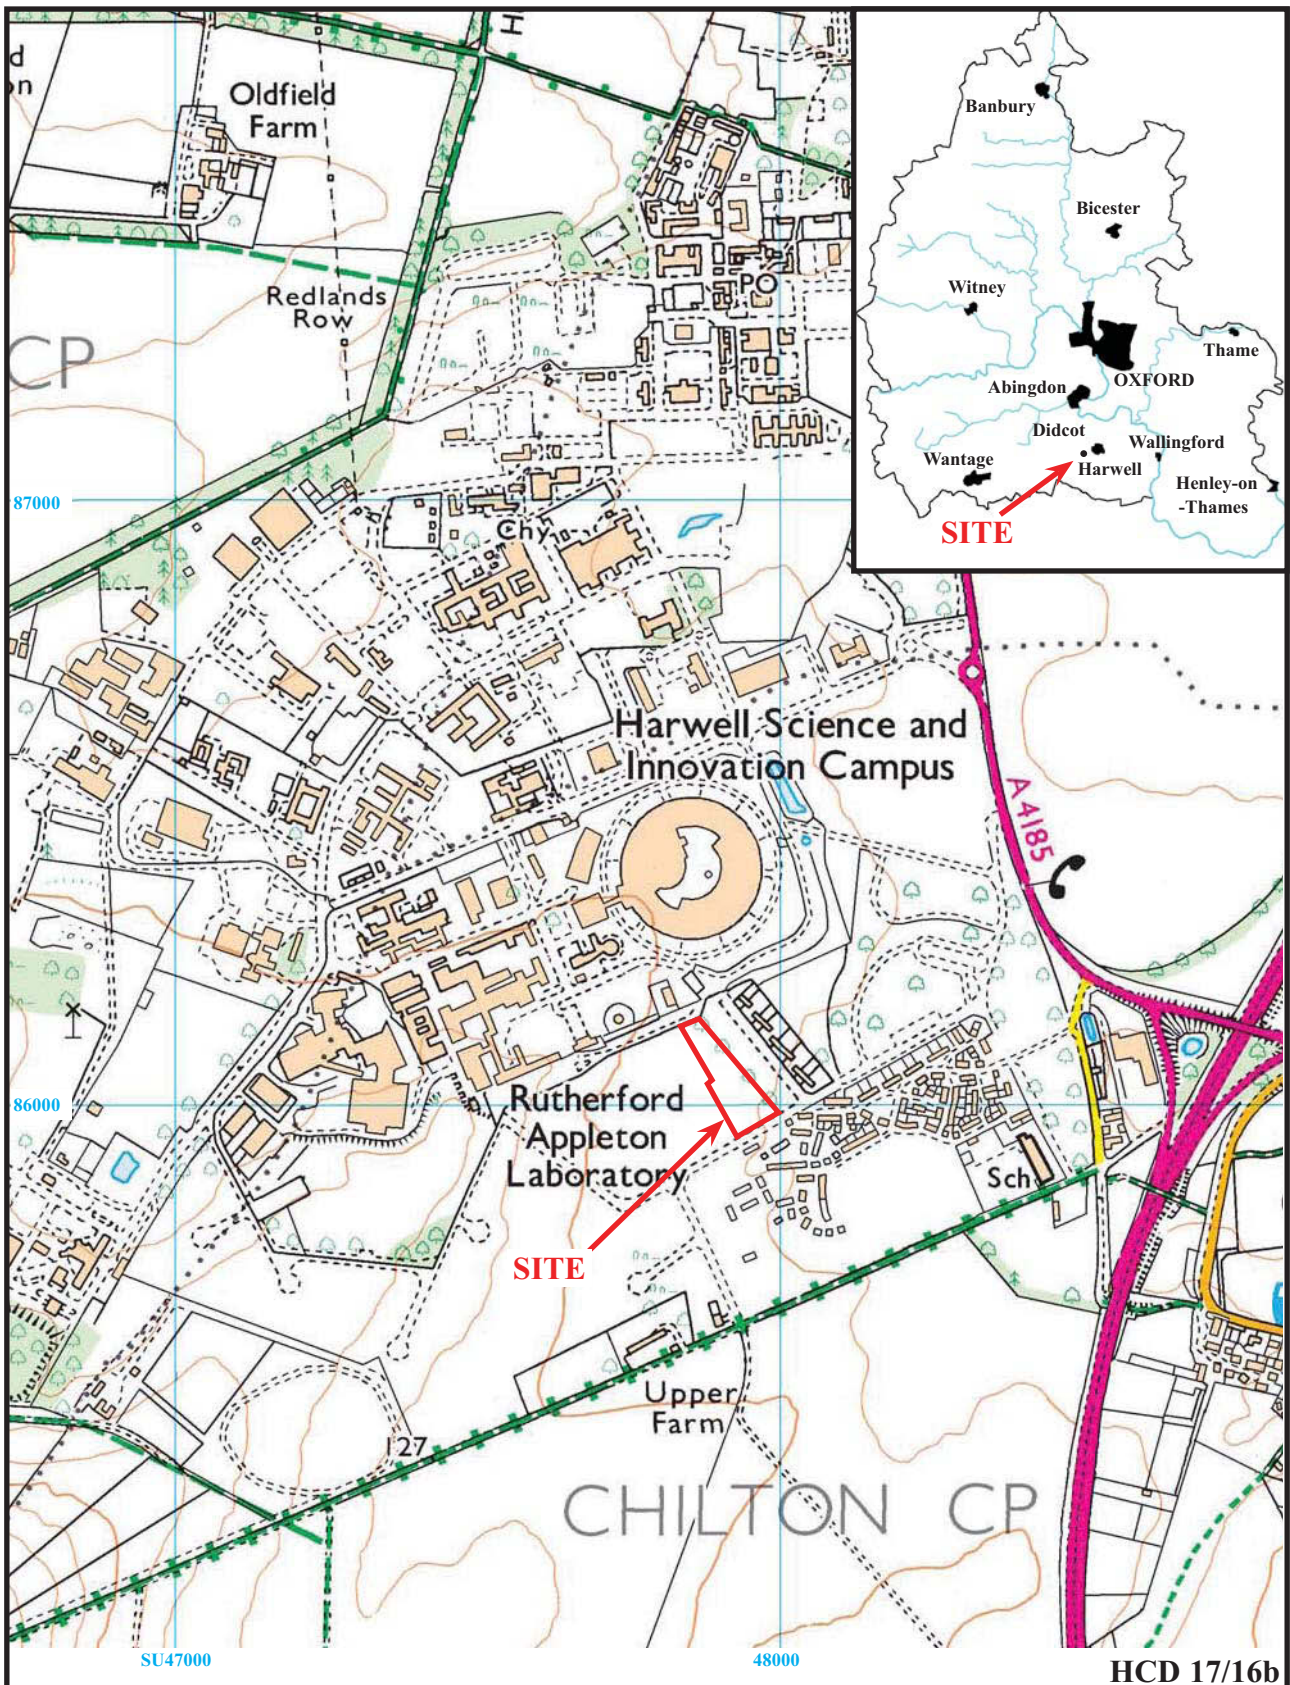 d
n
Oldfield
Farm
H
Redlands
Row
PO
CP
87000
Chy
Banbury
Bicester
Witney
Thame
OXFORD
Abingdon
Didcot
Wallingford
Wantage
Harwell
Henley-on
-Thames
SITE
Harwell Science and
Innovation Campus
A 4185
86000
Rutherford
Appleton
Laboratory
Sch
SITE
Upper
Farm
127
CHILTON CP
SU47000
48000
HCD 17/16b